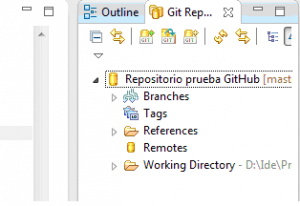 Outline
Git Rep...
Repositorio prueba GitHub [mast
Branches
Tags
References
Remotes
Working Directory - D:\Ide\Pr